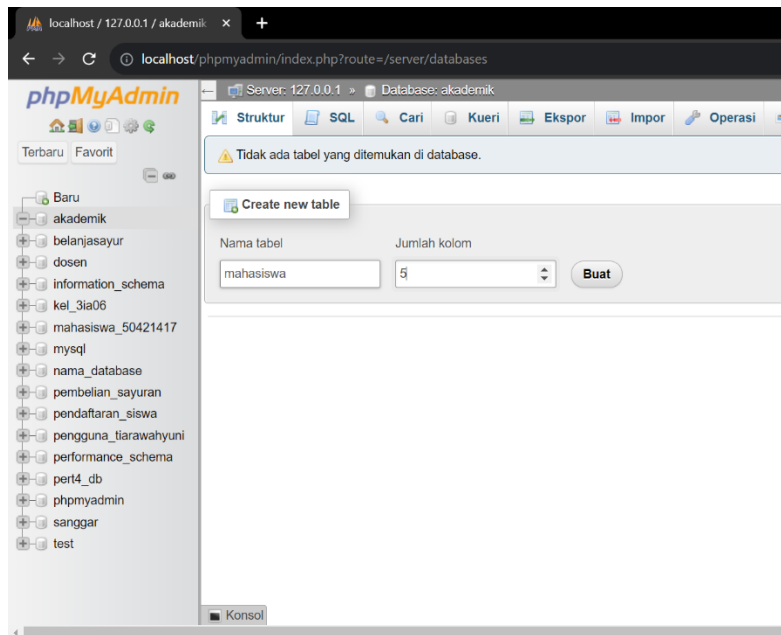 localhost / 127.0.0.1 / akademik
localhost/phpmyadmin/index.php?route=/server/databases
phpMyAdmin
Terbaru Favorit
Baru
akademik
belanjasayur
dosen
information_schema
kel_3ia06
mahasiswa_50421417
mysql
nama_database
pembelian_sayuran
pendaftaran_siswa
pengguna_tiarawahyuni
performance_schema
pert4_db
phpmyadmin
sanggar
test
Server: 127.0.0.1 » Database: akademik
Struktur SQL Cari Kueri Ekspor Impor Operasi
Tidak ada tabel yang ditemukan di database.
Create new table
Nama tabel Jumlah kolom
mahasiswa 5 Buat
Konsol